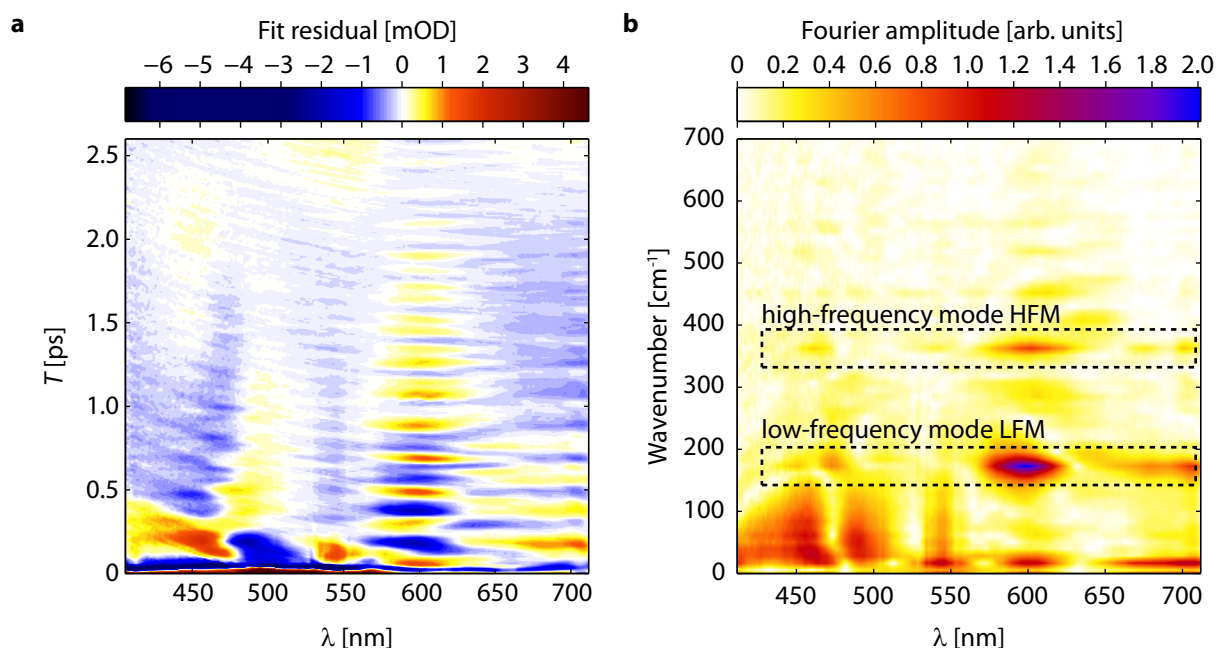 a
Fit residual [mOD]
−6 −5 −4 −3 −2 −1 0 1 2 3 4
2.5
2.0
1.5
1.0
0.5
0
T [ps]
450 500 550 600 650 700
λ [nm]
b
Fourier amplitude [arb. units]
0 0.2 0.4 0.6 0.8 1.0 1.2 1.4 1.6 1.8 2.0
700
600
500
400
300
200
100
0
Wavenumber [cm⁻¹]
high-frequency mode HFM
low-frequency mode LFM
450 500 550 600 650 700
λ [nm]